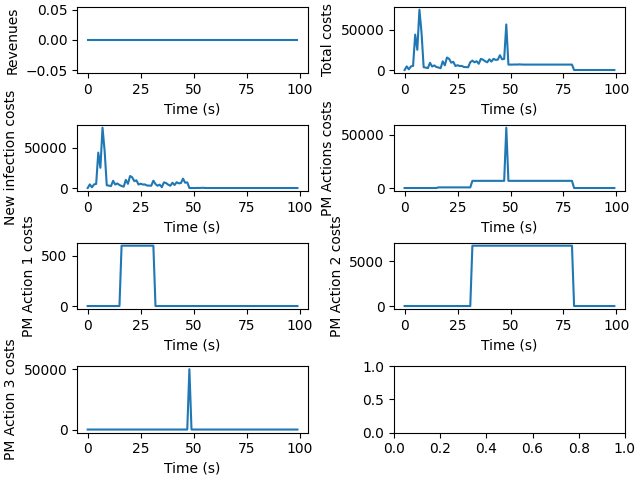 Revenues
0.05
0.00
−0.05
0 25 50 75 100
Time (s)
Total costs
50000
0
0 25 50 75 100
Time (s)
New infection costs
50000
0
0 25 50 75 100
Time (s)
PM Actions costs
50000
0
0 25 50 75 100
Time (s)
PM Action 1 costs
500
0
0 25 50 75 100
Time (s)
PM Action 2 costs
5000
0
0 25 50 75 100
Time (s)
PM Action 3 costs
50000
0
0 25 50 75 100
Time (s)
1.0
0.5
0.0
0.0 0.2 0.4 0.6 0.8 1.0